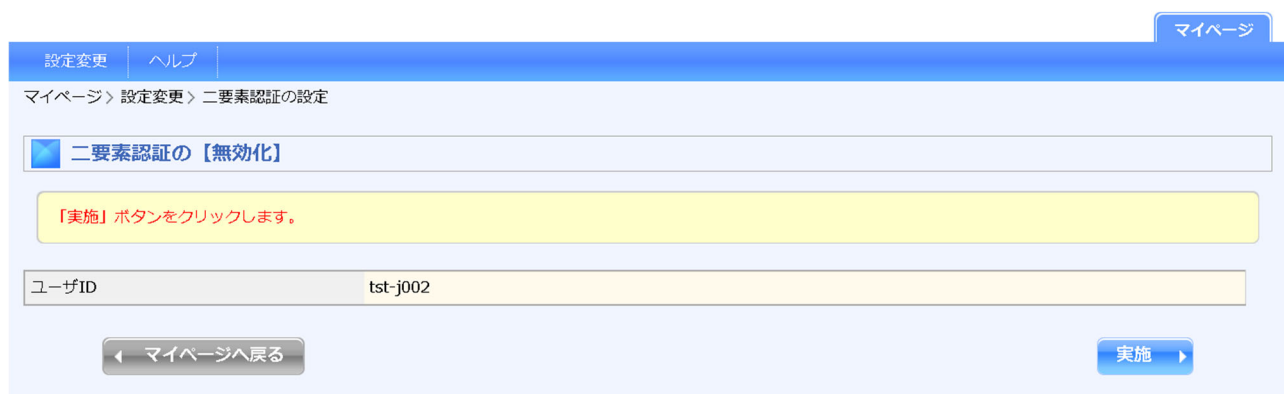 マイページ
設定変更 ヘルプ
マイページ> 設定変更> 二要素認証の設定
二要素認証の【無効化】
「実施」ボタンをクリックします。
ユーザID tst-j002
マイページへ戻る 実施